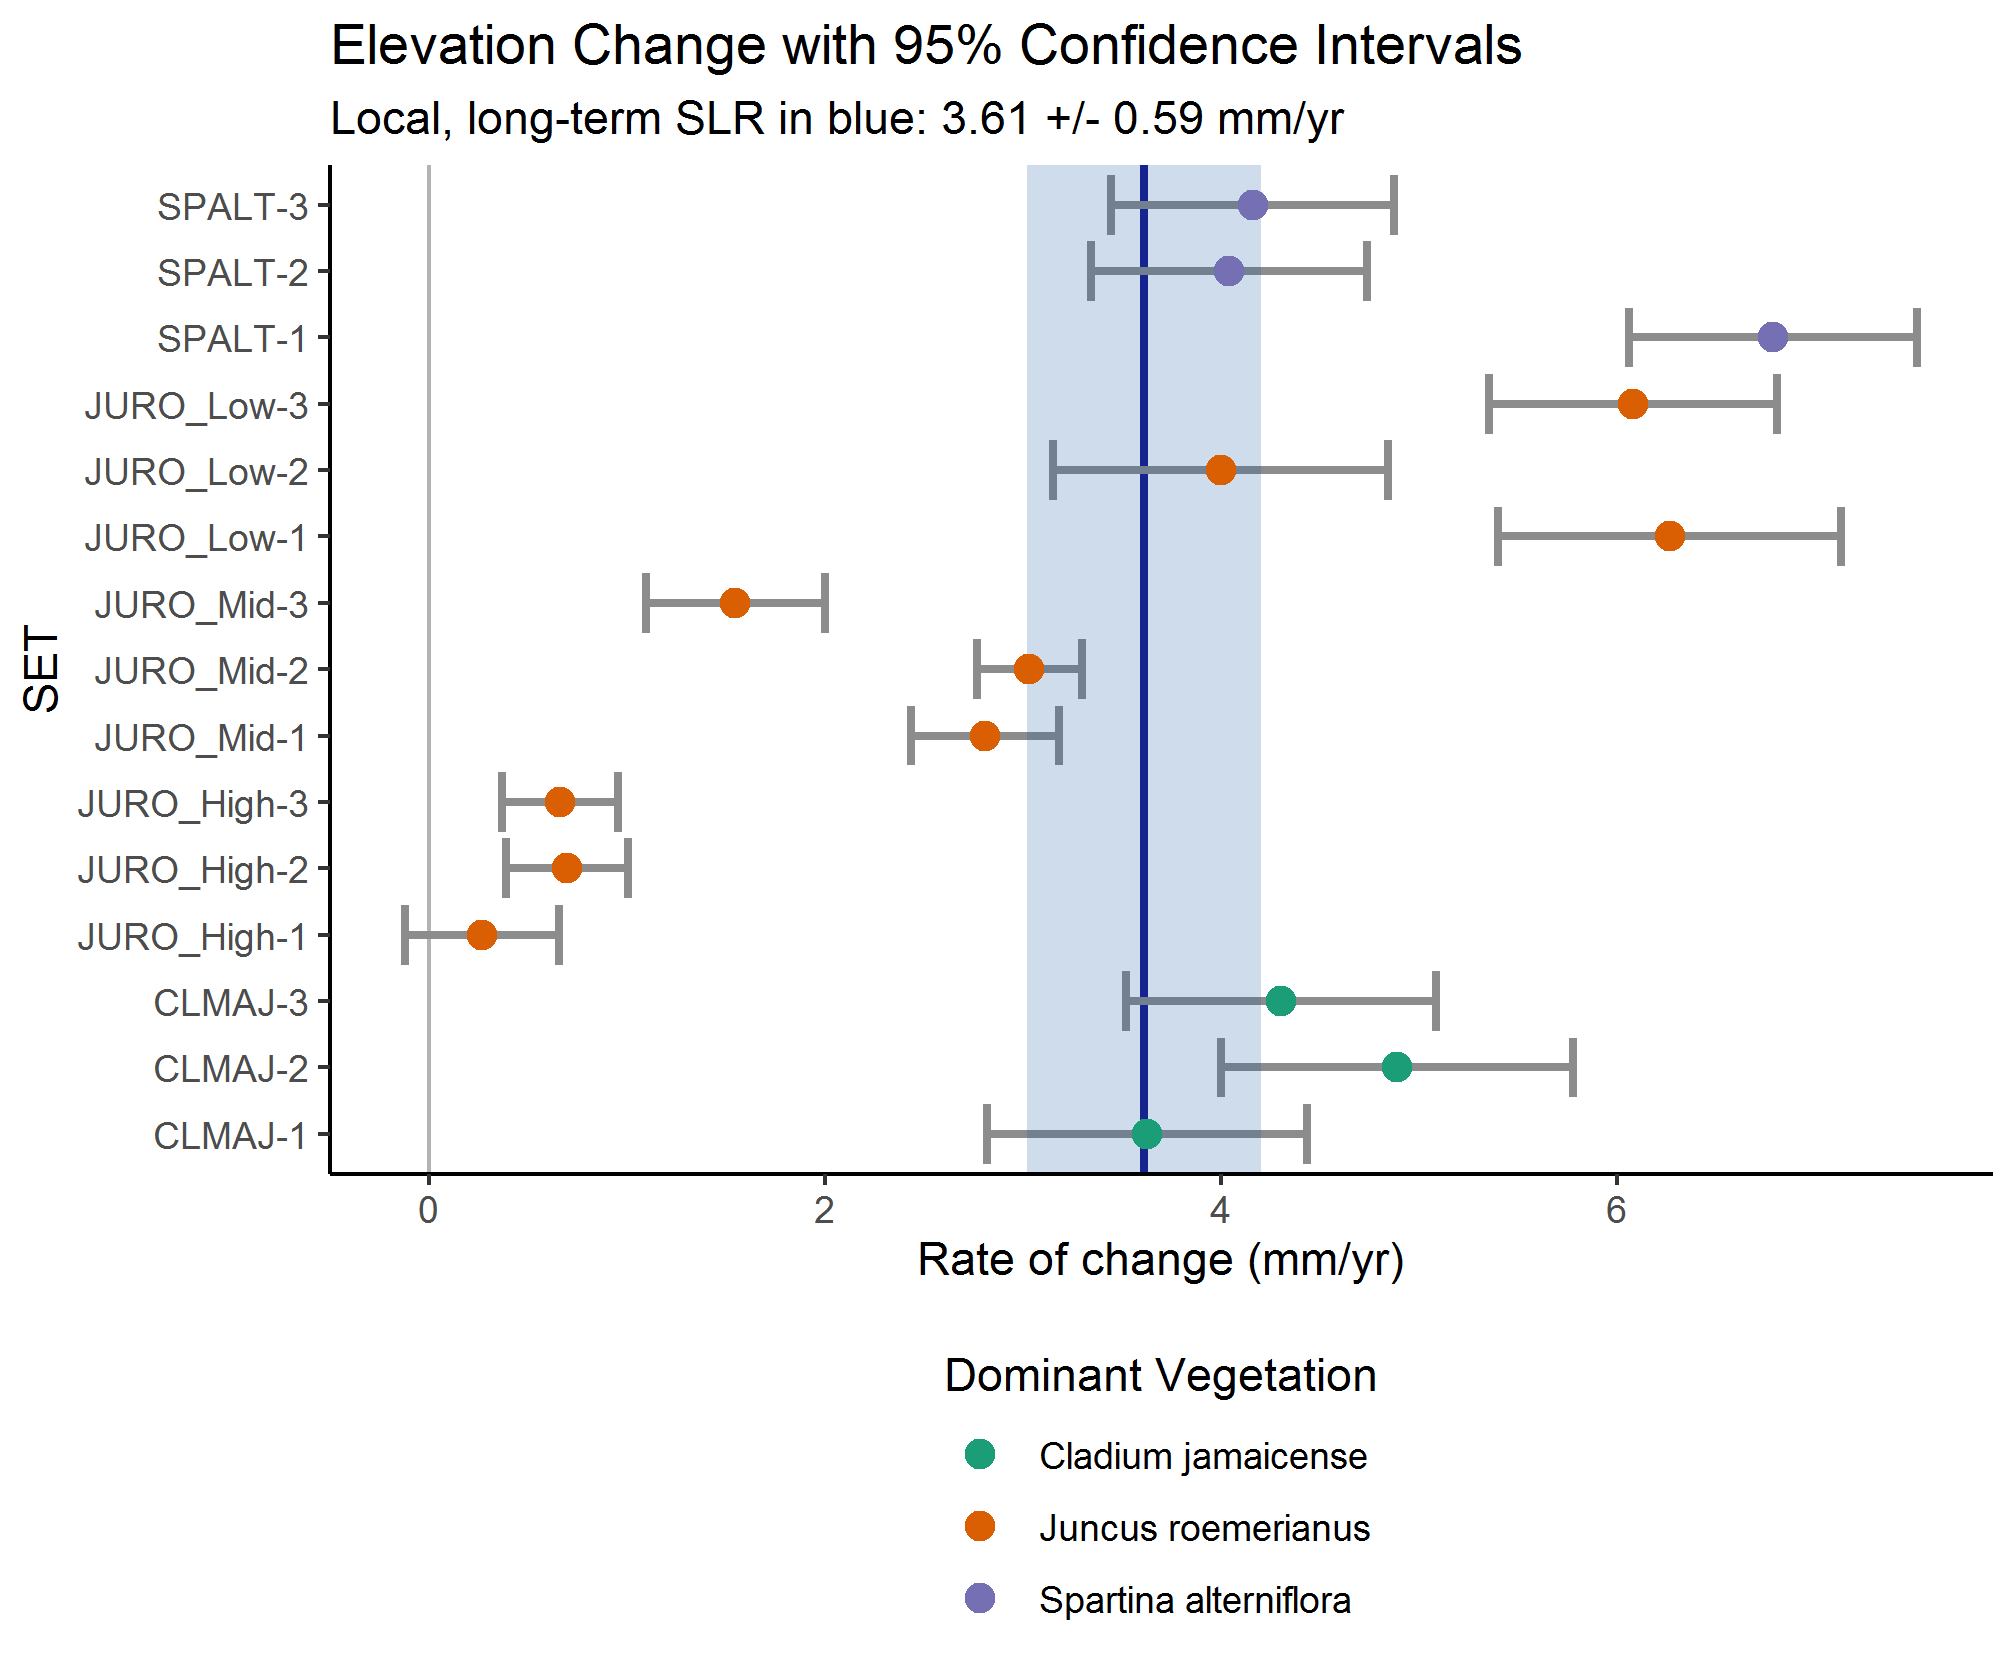 Elevation Change with 95% Confidence Intervals
Local, long-term SLR in blue: 3.61 +/- 0.59 mm/yr
SET
SPALT-3
SPALT-2
SPALT-1
JURO_Low-3
JURO_Low-2
JURO_Low-1
JURO_Mid-3
JURO_Mid-2
JURO_Mid-1
JURO_High-3
JURO_High-2
JURO_High-1
CLMAJ-3
CLMAJ-2
CLMAJ-1
0 2 4 6
Rate of change (mm/yr)
Dominant Vegetation
Cladium jamaicense
Juncus roemerianus
Spartina alterniflora